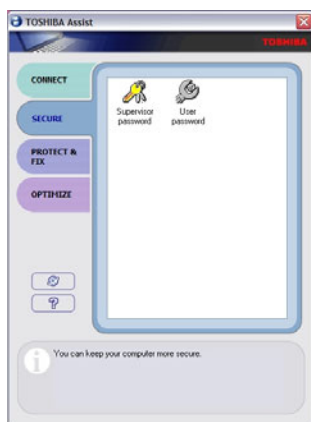 TOSHIBA Assist
TOSHIBA
CONNECT
SECURE
PROTECT &
FIX
OPTIMIZE
Supervisor
password
User
password
?
i
You can keep your computer more secure.